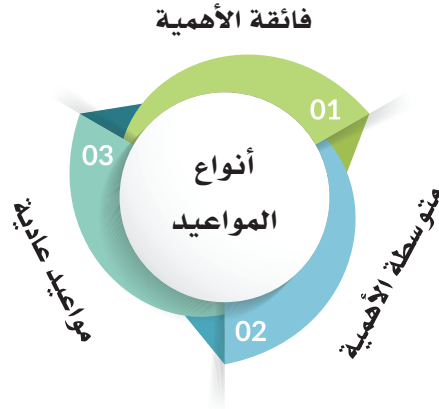 فائقة الأهمية
01
أنواع
المواعيد
متوسطة الأهمية
02
مواعيد عادية
03